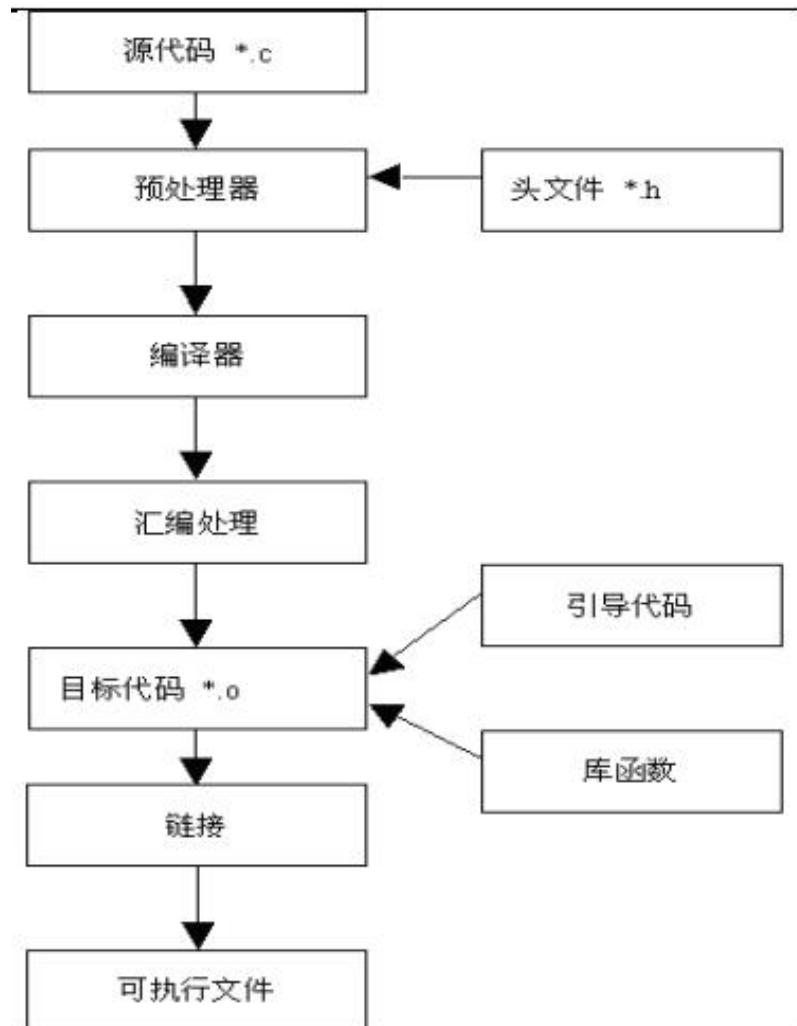 源代码 *.c
预处理器
头文件 *.h
编译器
汇编处理
引导代码
目标代码 *.o
库函数
链接
可执行文件